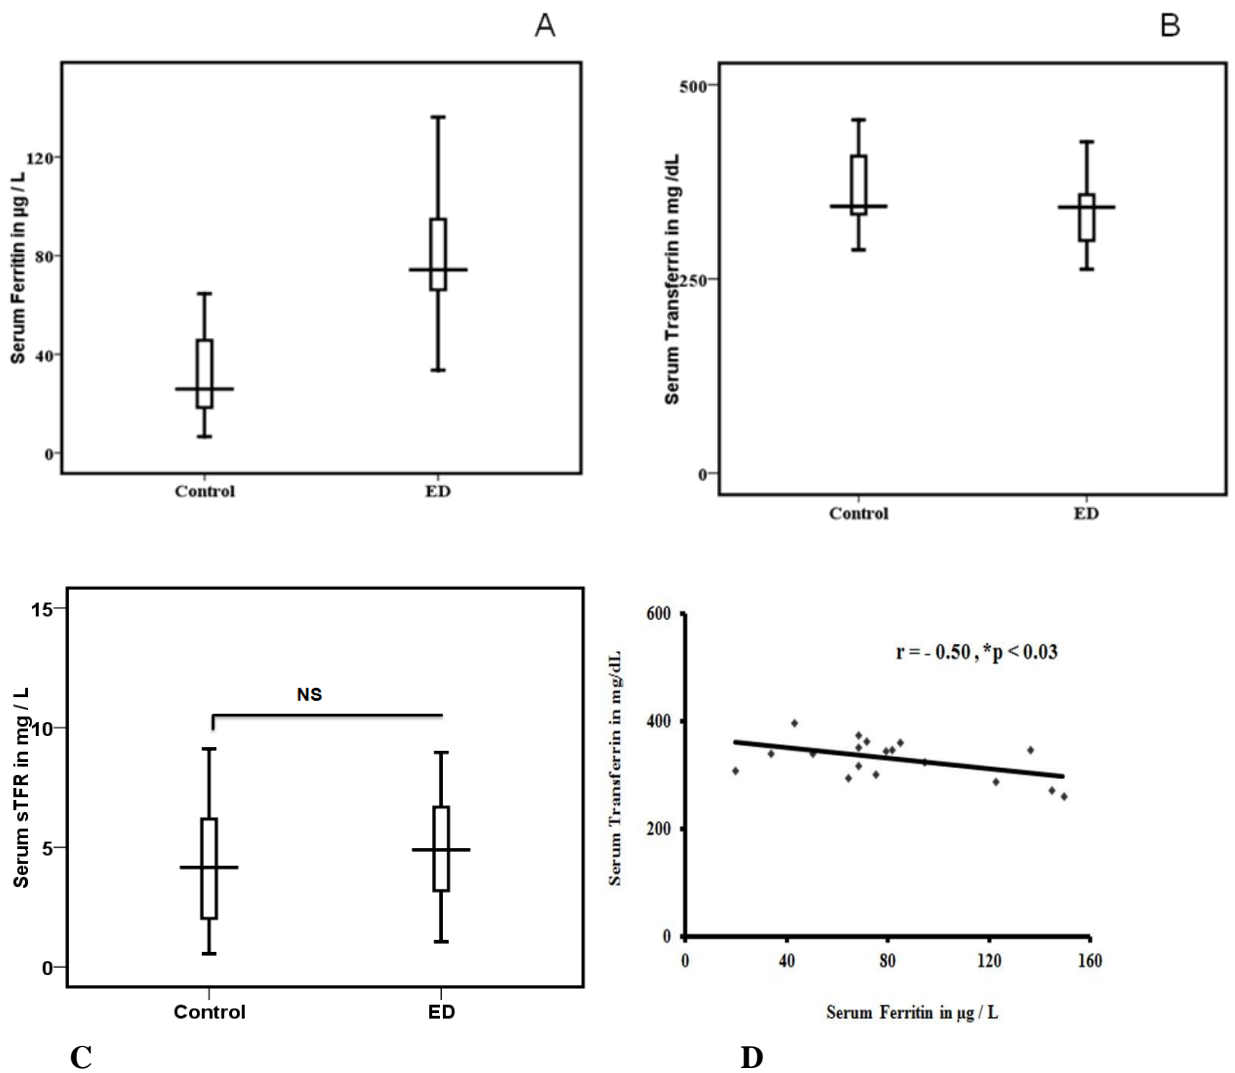 A
Serum Ferritin in µg / L
120
80
40
0
Control ED
B
Serum Transferrin in mg /dL
500
250
0
Control ED
Serum sTFR in mg / L
15
10
5
0
NS
Control ED
C
Serum Transferrin in mg/dL
600
400
200
0
r = - 0.50 , *p < 0.03
0 40 80 120 160
Serum Ferritin in µg / L
D